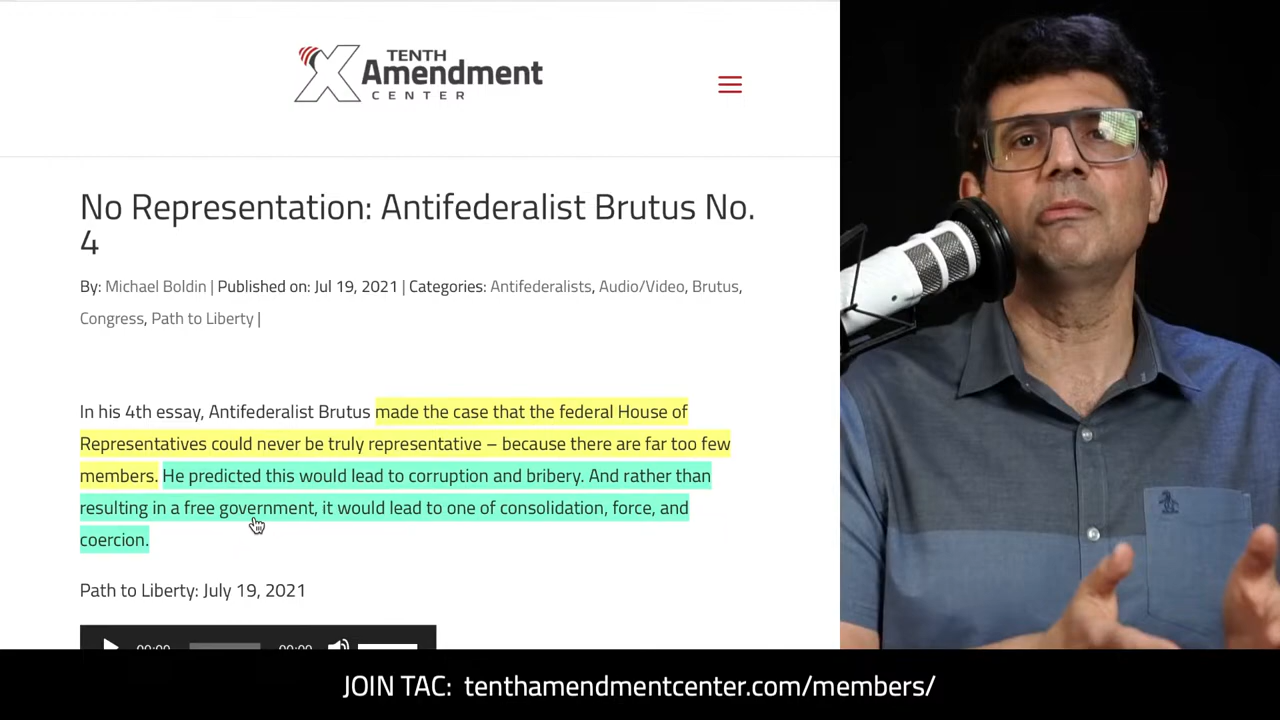 TENTH
Amendment
CENTER
No Representation: Antifederalist Brutus No.
4
By: Michael Boldin | Published on: Jul 19, 2021 | Categories: Antifederalists, Audio/Video, Brutus,
Congress, Path to Liberty |
In his 4th essay, Antifederalist Brutus made the case that the federal House of
Representatives could never be truly representative – because there are far too few
members. He predicted this would lead to corruption and bribery. And rather than
resulting in a free government, it would lead to one of consolidation, force, and
coercion.
Path to Liberty: July 19, 2021
00:00 00:00
JOIN TAC: tenthamendmentcenter.com/members/